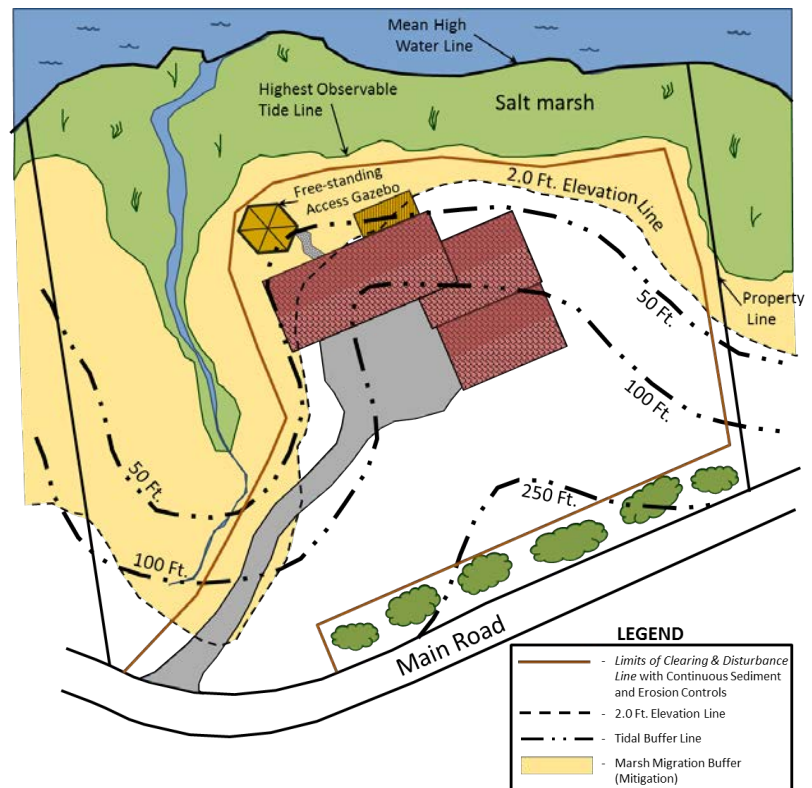 Mean High
Water Line
Highest Observable
Tide Line
Salt marsh
Free-standing
Access Gazebo
2.0 Ft. Elevation Line
Property
Line
50 Ft.
100 Ft.
50 Ft.
250 Ft.
100 Ft.
Main Road
LEGEND
- Limits of Clearing & Disturbance
Line with Continuous Sediment
and Erosion Controls
- 2.0 Ft. Elevation Line
- Tidal Buffer Line
- Marsh Migration Buffer
(Mitigation)